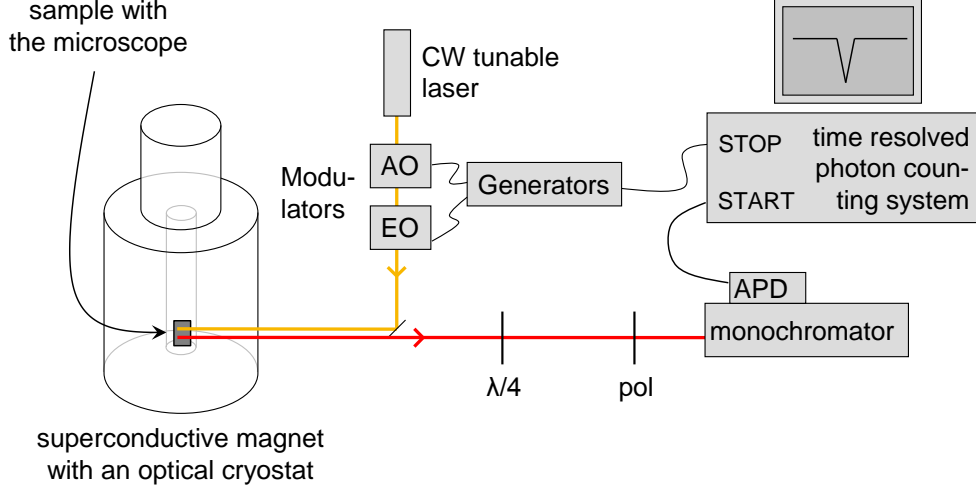 sample with
the microscope
CW tunable
laser
Modu-
lators
AO
EO
Generators
STOP
START
time resolved
photon coun-
ting system
APD
monochromator
λ/4
pol
superconductive magnet
with an optical cryostat